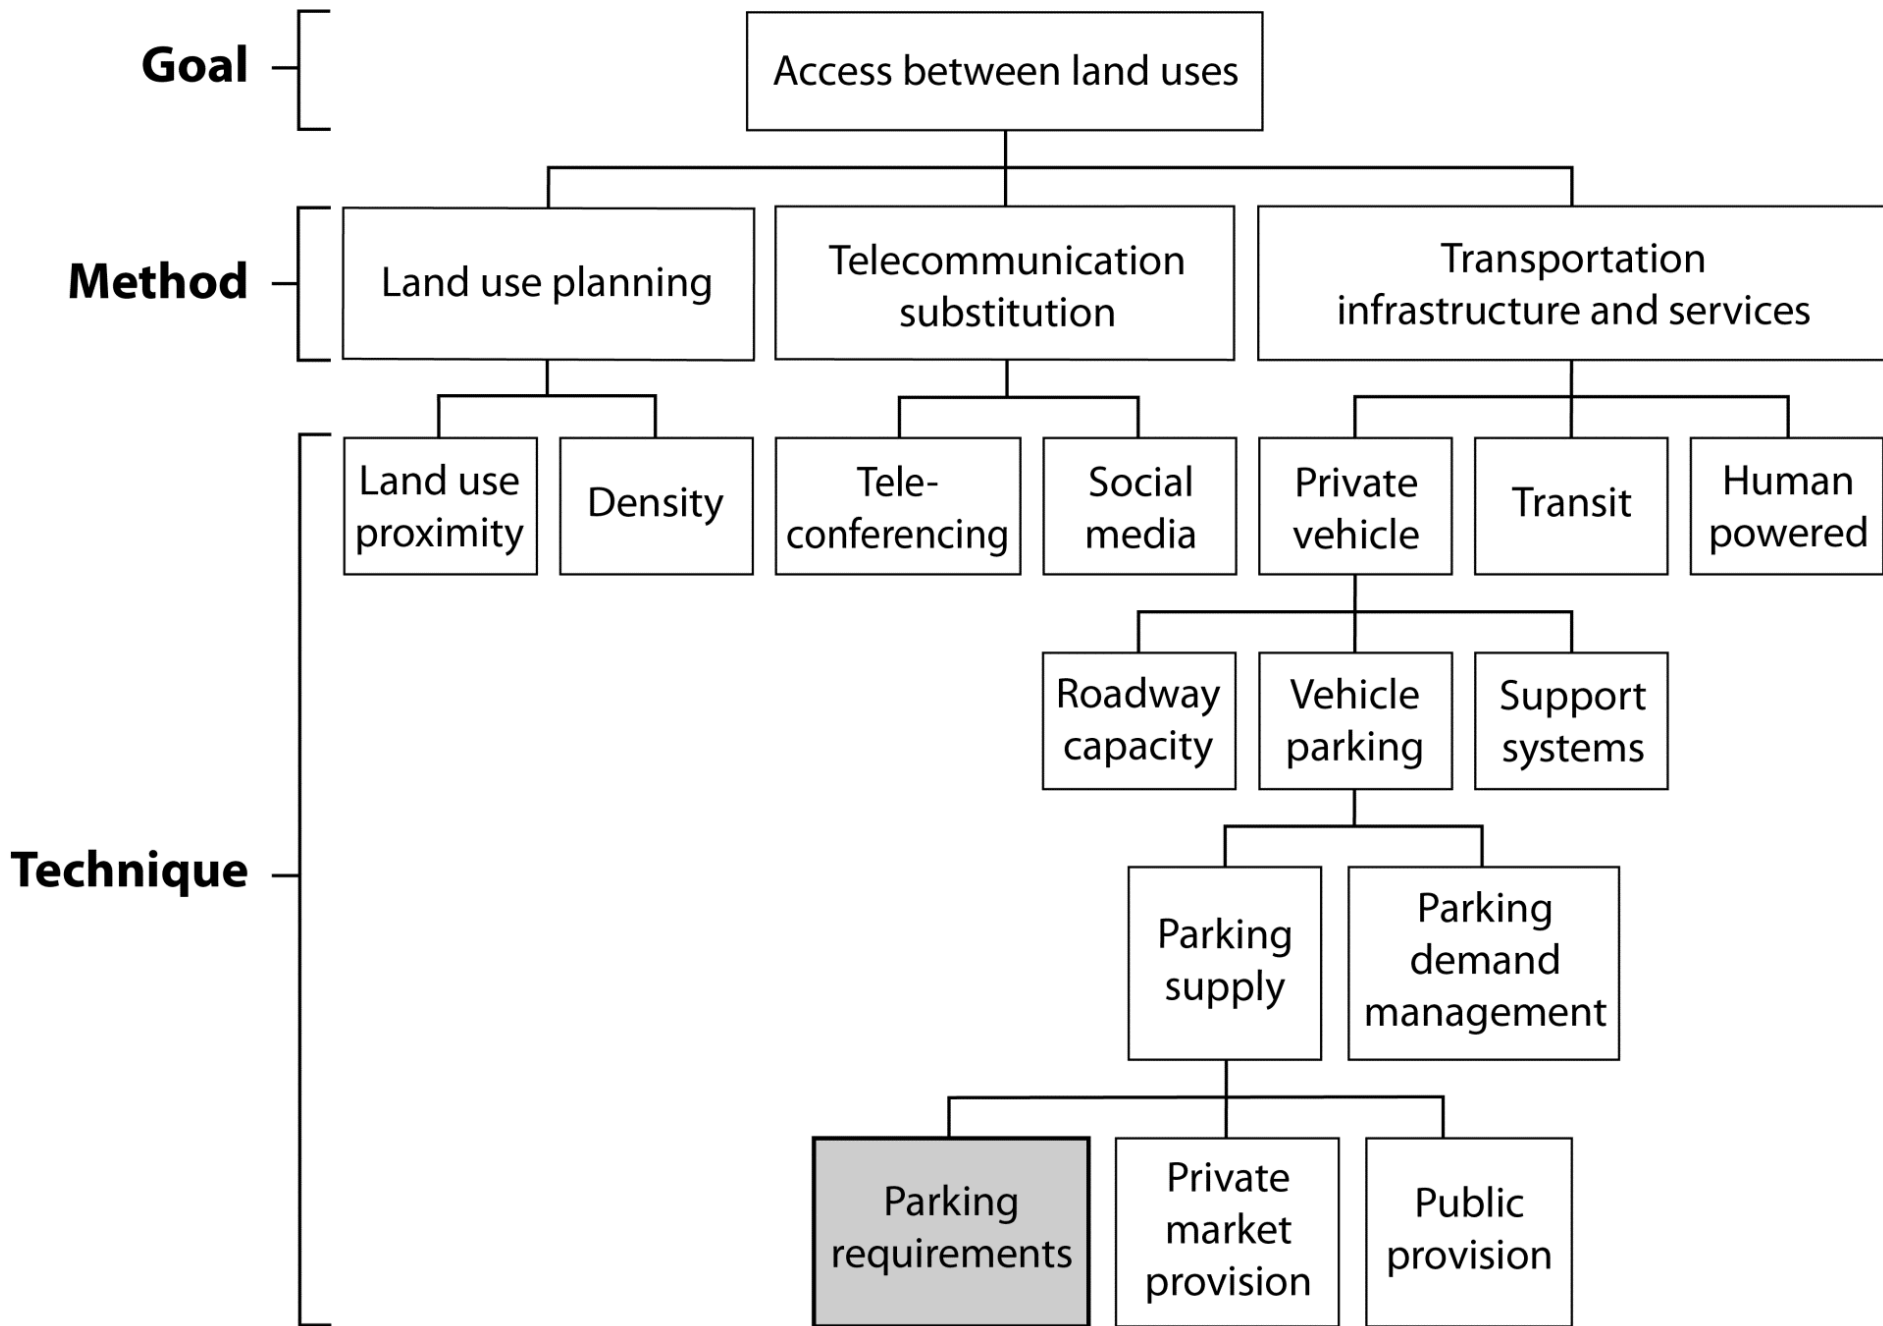 Goal
Access between land uses
Method
Land use planning
Telecommunication
substitution
Transportation
infrastructure and services
Technique
Land use
proximity
Density
Tele-
conferencing
Social
media
Private
vehicle
Transit
Human
powered
Roadway
capacity
Vehicle
parking
Support
systems
Parking
supply
Parking
demand
management
Parking
requirements
Private
market
provision
Public
provision